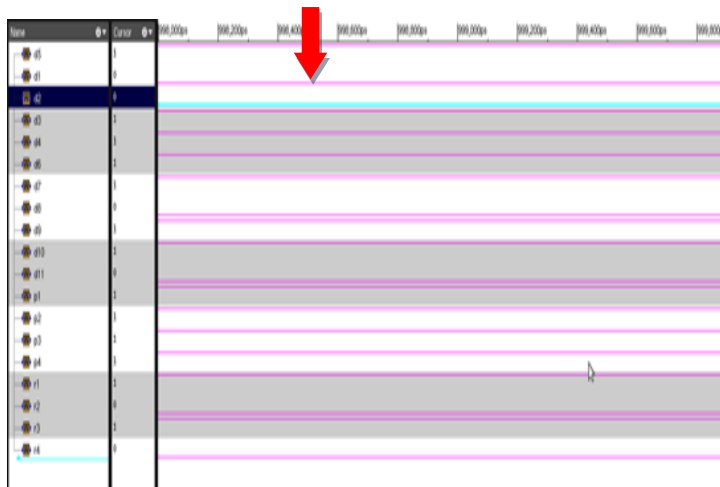 Name Cursor 998,000ps 998,200ps 998,400 998,600ps 998,800ps 999,000ps 999,200ps 999,400ps 999,600ps 999,800
d5 1
d1 0
d2 0
d3 1
d4 1
d6 1
d7 1
d8 0
d9 1
d10 1
d11 0
p1 1
p2 1
p3 1
p4 1
r1 1
r2 0
r3 1
r4 0